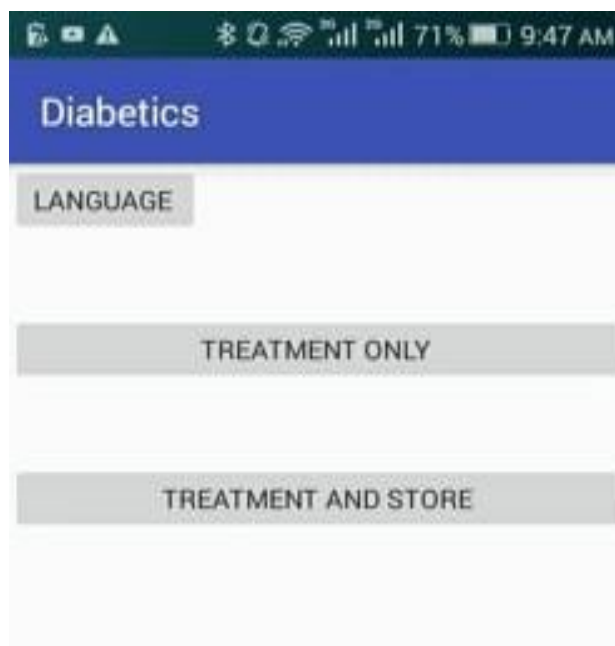 71% 9:47 AM
Diabetics
LANGUAGE
TREATMENT ONLY
TREATMENT AND STORE